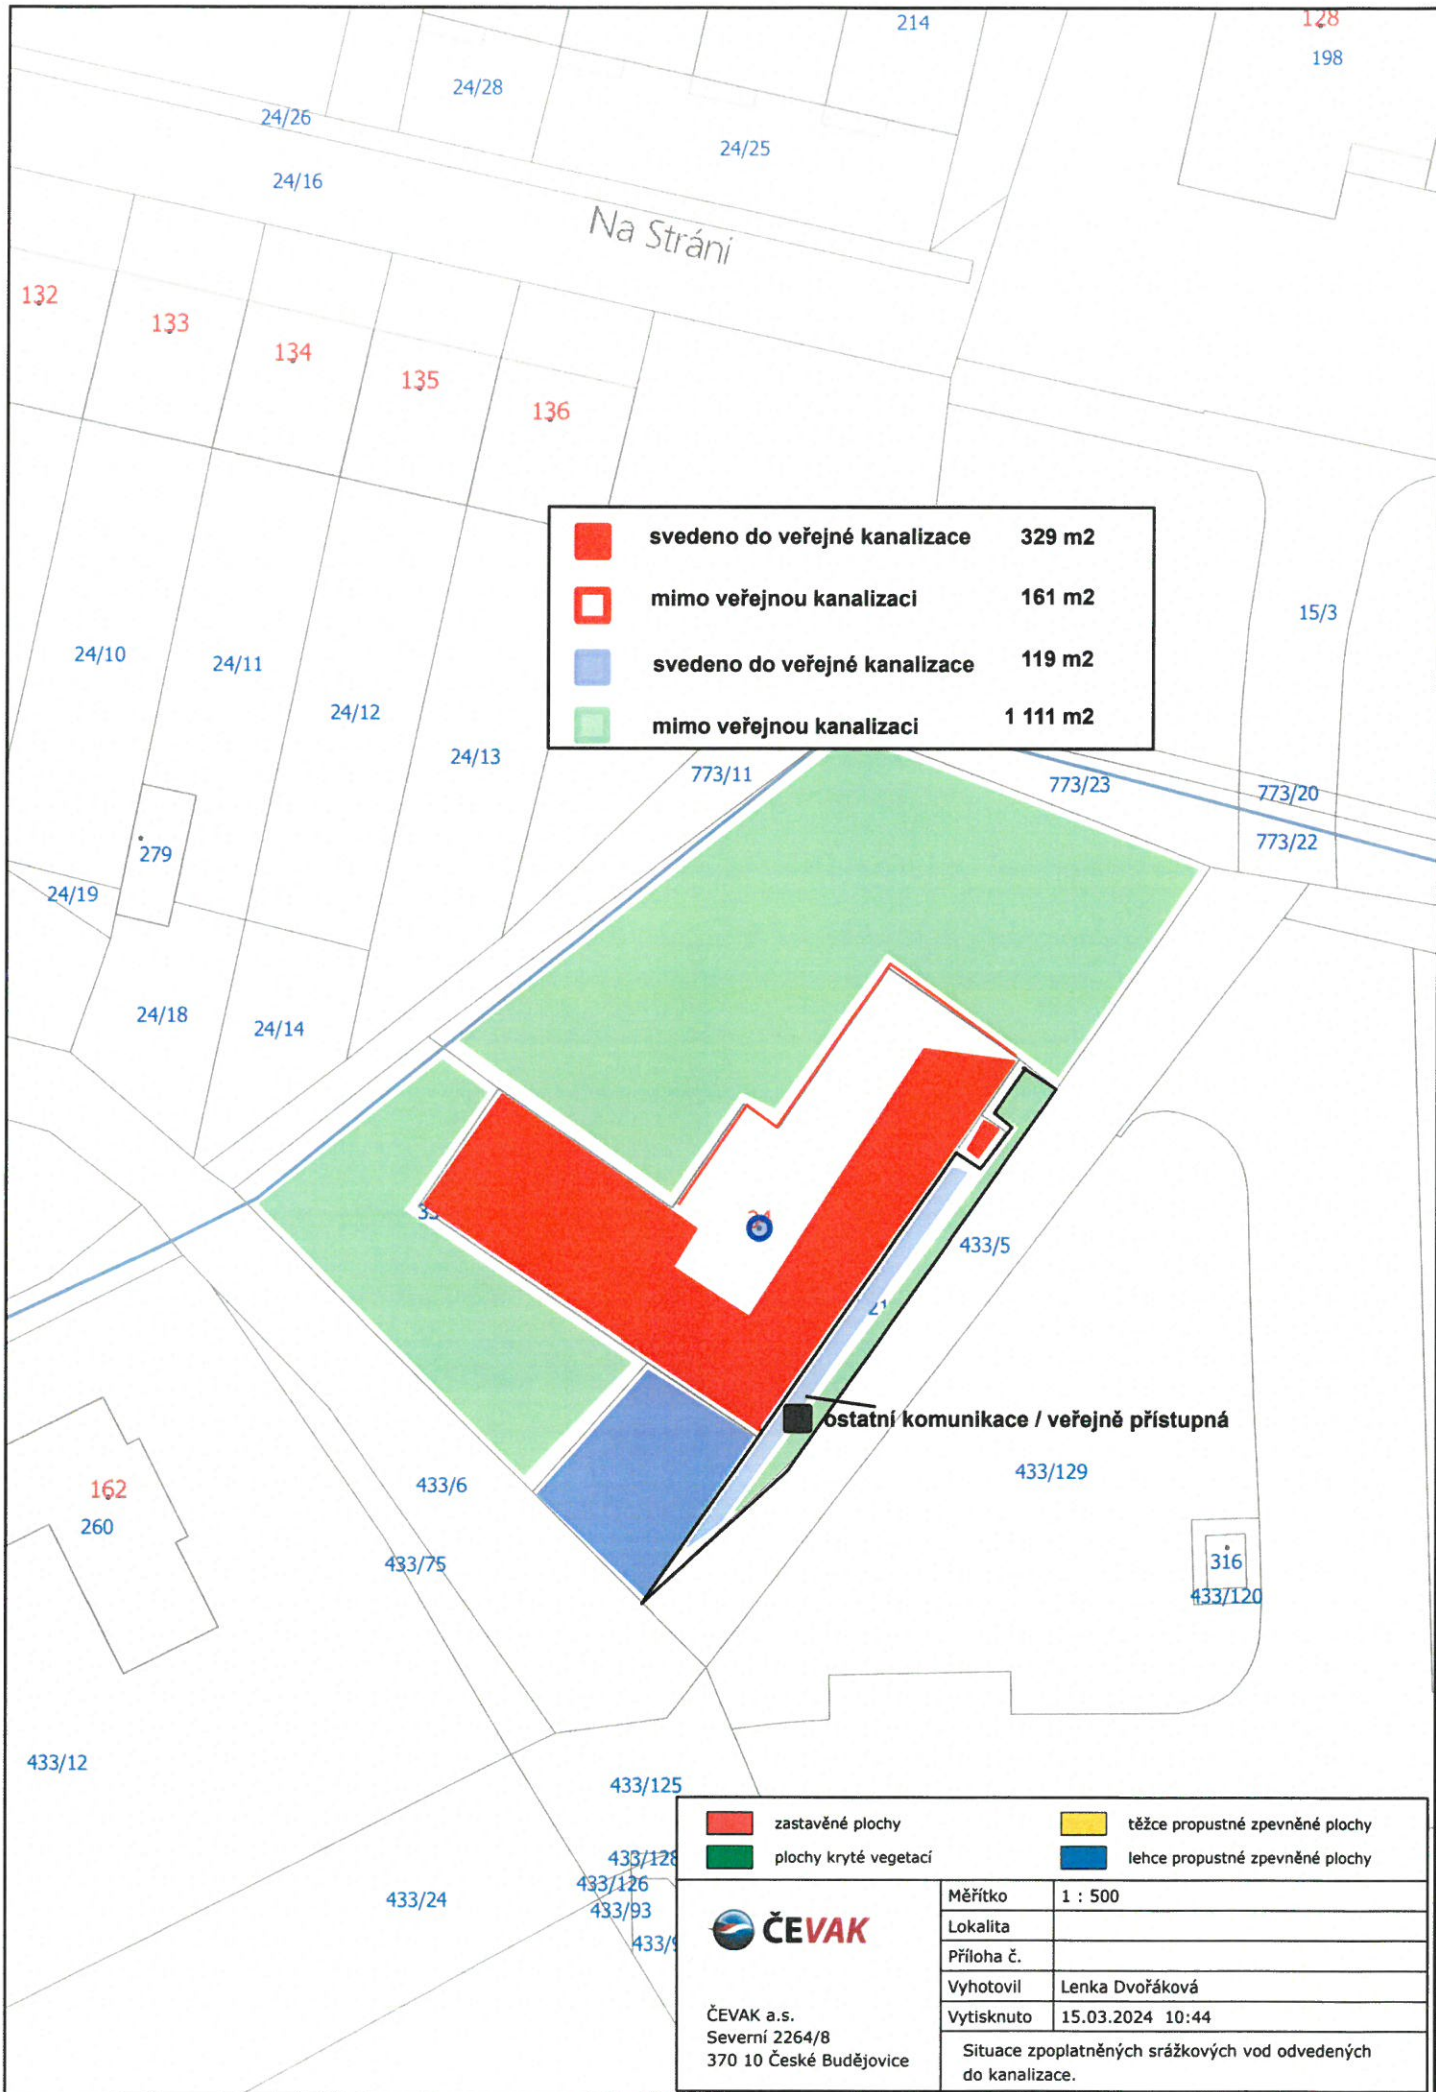 214
128
198
24/28
24/26
24/25
24/16
Na Stráni
132
133
134
135
136
svedeno do veřejné kanalizace 329 m2
mimo veřejnou kanalizaci 161 m2
svedeno do veřejné kanalizace 119 m2
mimo veřejnou kanalizaci 1 111 m2
15/3
24/10
24/11
24/12
24/13
773/11
773/23
773/20
773/22
279
24/19
24/18
24/14
433/5
ostatní komunikace / veřejně přístupná
433/129
433/6
162
260
433/75
316
433/120
433/12
433/125
433/128
433/126
433/24
433/93
zastavěné plochy
těžce propustné zpevněné plochy
plochy kryté vegetací
lehce propustné zpevněné plochy
ČEVAK
Měřítko 1 : 500
Lokalita
Příloha č.
Vyhotovil Lenka Dvořáková
Vytisknuto 15.03.2024 10:44
ČEVAK a.s.
Severní 2264/8
370 10 České Budějovice
Situace zpoplatněných srážkových vod odvedených
do kanalizace.